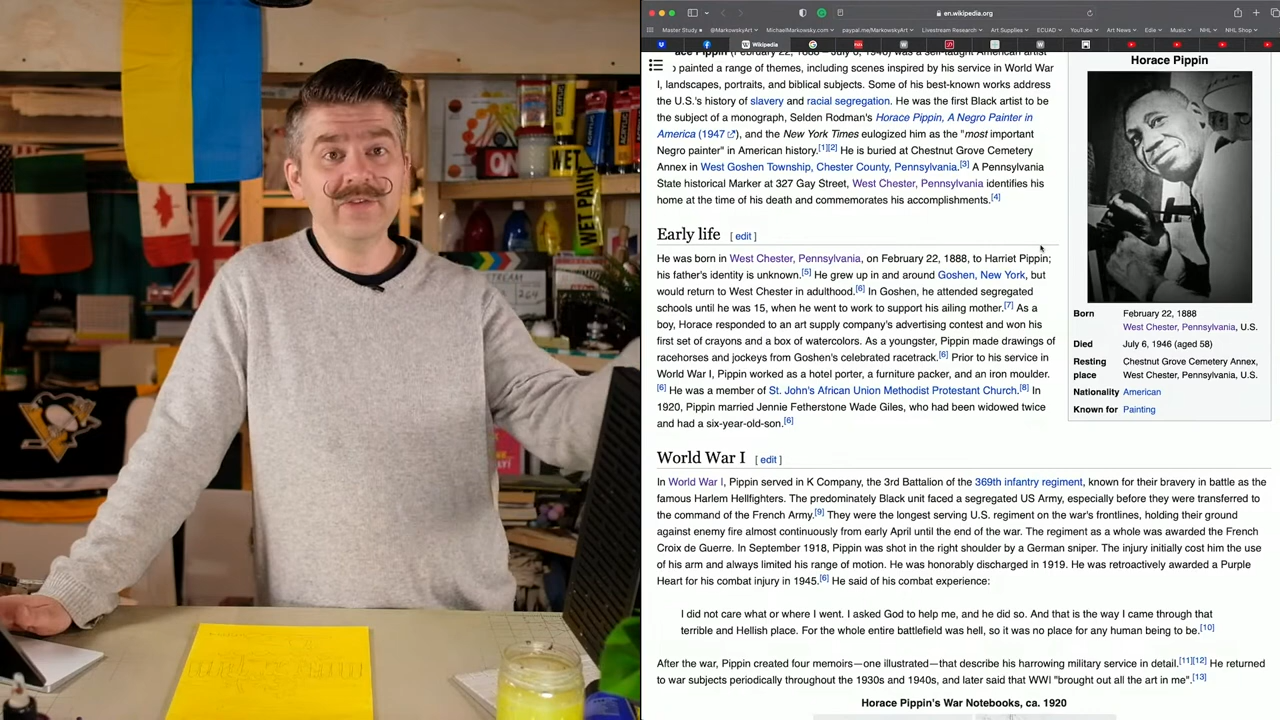 en.wikipedia.org
Master Study
@MarkowskyArt
MichaelMarkowsky.com
paypal.me/MarkowskyArt
Livestream Research
Art Supplies
ECUAD
YouTube
Art News
Edie
Music
NHL
NHL Shop
Wikipedia
painted a range of themes, including scenes inspired by his service in World War
I, landscapes, portraits, and biblical subjects. Some of his best-known works address
the U.S.'s history of slavery and racial segregation. He was the first Black artist to be
the subject of a monograph, Selden Rodman's Horace Pippin, A Negro Painter in
America (1947), and the New York Times eulogized him as the "most important
Negro painter" in American history.[1][2] He is buried at Chestnut Grove Cemetery
Annex in West Goshen Township, Chester County, Pennsylvania.[3] A Pennsylvania
State historical Marker at 327 Gay Street, West Chester, Pennsylvania identifies his
home at the time of his death and commemorates his accomplishments.[4]
Horace Pippin
Born February 22, 1888
West Chester, Pennsylvania, U.S.
Died July 6, 1946 (aged 58)
Resting place Chestnut Grove Cemetery Annex,
West Chester, Pennsylvania, U.S.
Nationality American
Known for Painting
Early life [ edit ]
He was born in West Chester, Pennsylvania, on February 22, 1888, to Harriet Pippin;
his father's identity is unknown.[5] He grew up in and around Goshen, New York, but
would return to West Chester in adulthood.[6] In Goshen, he attended segregated
schools until he was 15, when he went to work to support his ailing mother.[7] As a
boy, Horace responded to an art supply company's advertising contest and won his
first set of crayons and a box of watercolors. As a youngster, Pippin made drawings of
racehorses and jockeys from Goshen's celebrated racetrack.[6] Prior to his service in
World War I, Pippin worked as a hotel porter, a furniture packer, and an iron moulder.
[6] He was a member of St. John's African Union Methodist Protestant Church.[8] In
1920, Pippin married Jennie Fetherstone Wade Giles, who had been widowed twice
and had a six-year-old-son.[6]
World War I [ edit ]
In World War I, Pippin served in K Company, the 3rd Battalion of the 369th infantry regiment, known for their bravery in battle as the
famous Harlem Hellfighters. The predominately Black unit faced a segregated US Army, especially before they were transferred to
the command of the French Army.[9] They were the longest serving U.S. regiment on the war's frontlines, holding their ground
against enemy fire almost continuously from early April until the end of the war. The regiment as a whole was awarded the French
Croix de Guerre. In September 1918, Pippin was shot in the right shoulder by a German sniper. The injury initially cost him the use
of his arm and always limited his range of motion. He was honorably discharged in 1919. He was retroactively awarded a Purple
Heart for his combat injury in 1945.[6] He said of his combat experience:
I did not care what or where I went. I asked God to help me, and he did so. And that is the way I came through that
terrible and Hellish place. For the whole entire battlefield was hell, so it was no place for any human being to be.[10]
After the war, Pippin created four memoirs—one illustrated—that describe his harrowing military service in detail.[11][12] He returned
to war subjects periodically throughout the 1930s and 1940s, and later said that WWI "brought out all the art in me".[13]
Horace Pippin's War Notebooks, ca. 1920
WET
WET PAINT
ON
ACRYLIC